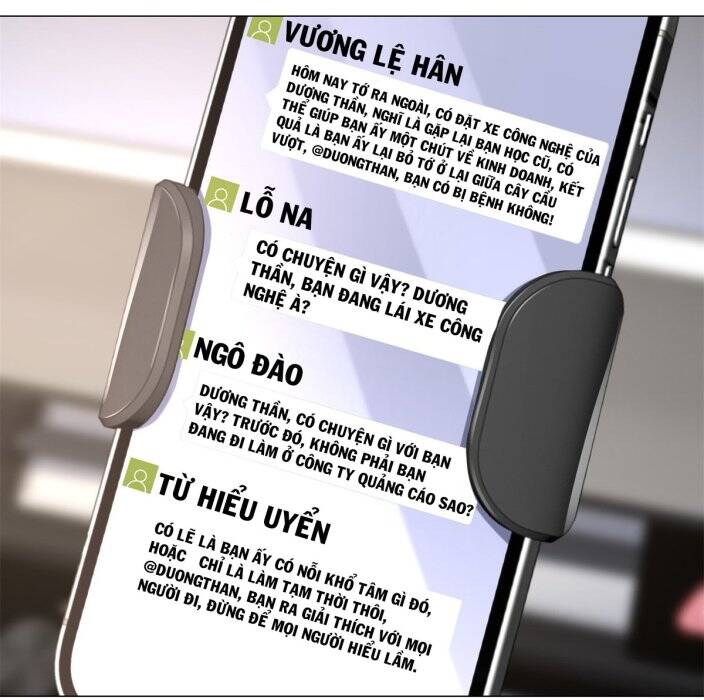 VƯƠNG LỆ HÂN
HÔM NAY TỚ RA NGOÀI, CÓ ĐẶT XE CÔNG NGHỆ CỦA
DƯƠNG THẦN, NGHĨ LÀ GẶP LẠI BẠN HỌC CŨ, CÓ
THỂ GIÚP BẠN ẤY MỘT CHÚT VỀ KINH DOANH, KẾT
QUẢ LÀ BẠN ẤY LẠI BỎ TỚ Ở LẠI GIỮA CÂY CẦU
VƯỢT, @DUONGTHAN, BẠN CÓ BỊ BỆNH KHÔNG!
LỖ NA
CÓ CHUYỆN GÌ VẬY? DƯƠNG
THẦN, BẠN ĐANG LÁI XE CÔNG
NGHỆ À?
NGÔ ĐÀO
DƯƠNG THẦN, CÓ CHUYỆN GÌ VỚI BẠN
VẬY? TRƯỚC ĐÓ, KHÔNG PHẢI BẠN
ĐANG ĐI LÀM Ở CÔNG TY QUẢNG CÁO SAO?
TỪ HIỂU UYỂN
CÓ LẼ LÀ BẠN ẤY CÓ NỖI KHỔ TÂM GÌ ĐÓ,
HOẶC CHỈ LÀ LÀM TẠM THỜI THÔI,
@DUONGTHAN, BẠN RA GIẢI THÍCH VỚI MỌI
NGƯỜI ĐI, ĐỪNG ĐỂ MỌI NGƯỜI HIỂU LẦM.